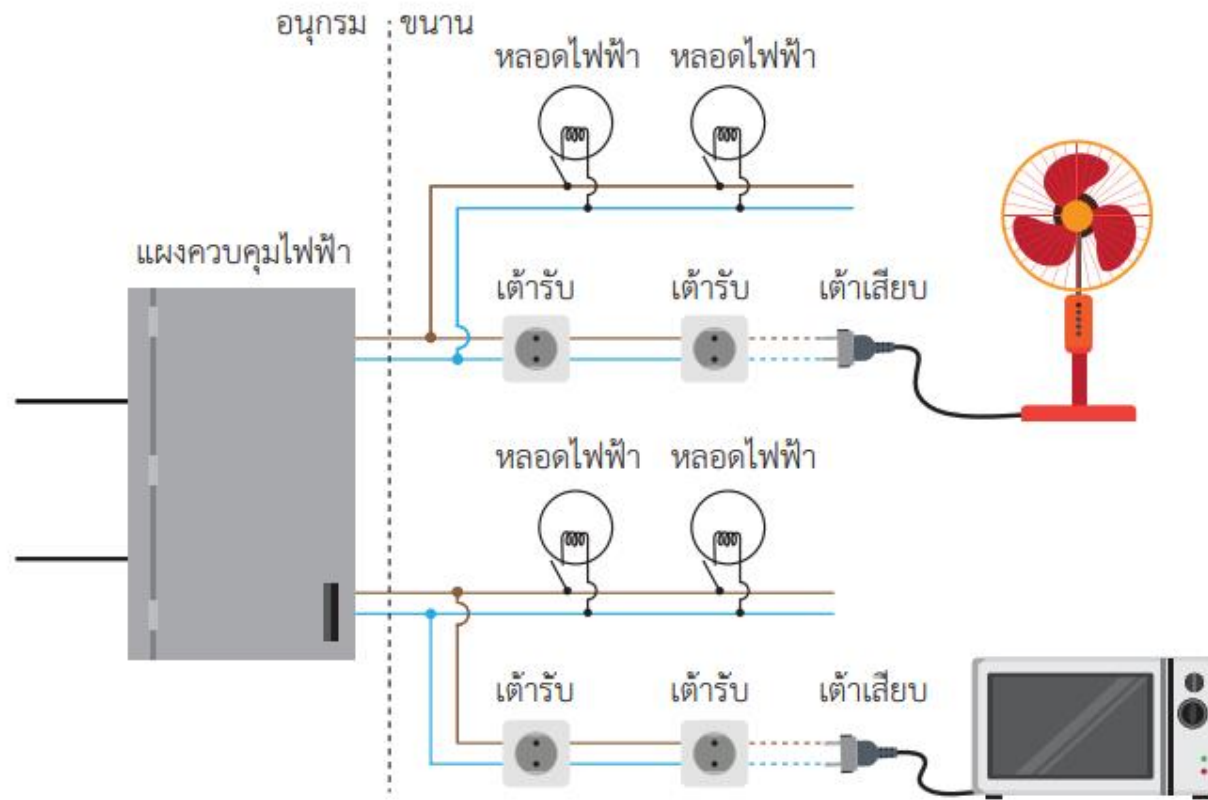 อนุกรม ขนาน
หลอดไฟฟ้า หลอดไฟฟ้า
แผงควบคุมไฟฟ้า
เต้ารับ เต้ารับ เต้าเสียบ
หลอดไฟฟ้า หลอดไฟฟ้า
เต้ารับ เต้ารับ เต้าเสียบ